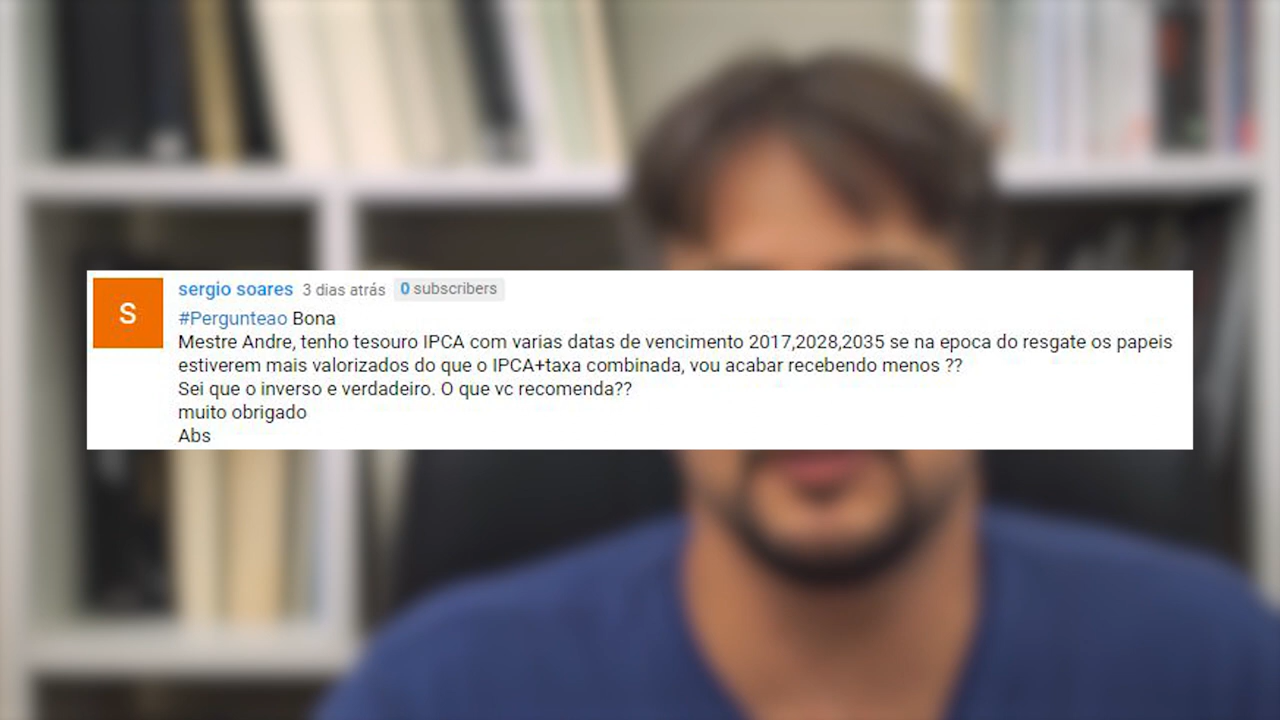 S
sergio soares 3 dias atrás 0 subscribers
#Pergunteao Bona
Mestre Andre, tenho tesouro IPCA com varias datas de vencimento 2017,2028,2035 se na epoca do resgate os papeis
estiverem mais valorizados do que o IPCA+taxa combinada, vou acabar recebendo menos ??
Sei que o inverso e verdadeiro. O que vc recomenda??
muito obrigado
Abs